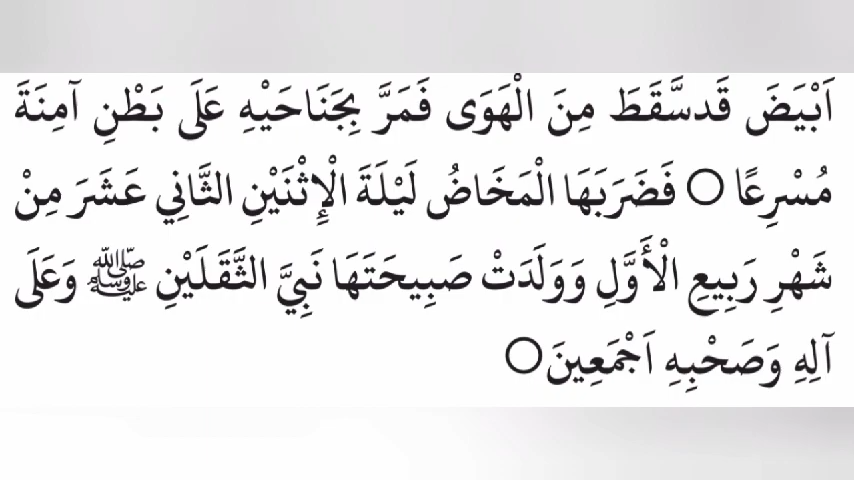 اَبْيَضَ قَدسَّقَطَ مِنَ الْهَوَى فَمَرَّ بِجَنَاحَيْهِ عَلَى بَطْنِ آمِنَةَ
مُسْرِعًا ۝ فَضَرَبَهَا الْمَخَاضُ لَيْلَةَ الْإِثْنَيْنِ الثَّانِي عَشَرَ مِنْ
شَهْرِ رَبِيعِ الْأَوَّلِ وَوَلَدَتْ صَبِيحَتَهَا نَبِيَّ الثَّقَلَيْنِ ﷺ وَعَلَى
آلِهِ وَصَحْبِهِ اَجْمَعِينَ ۝